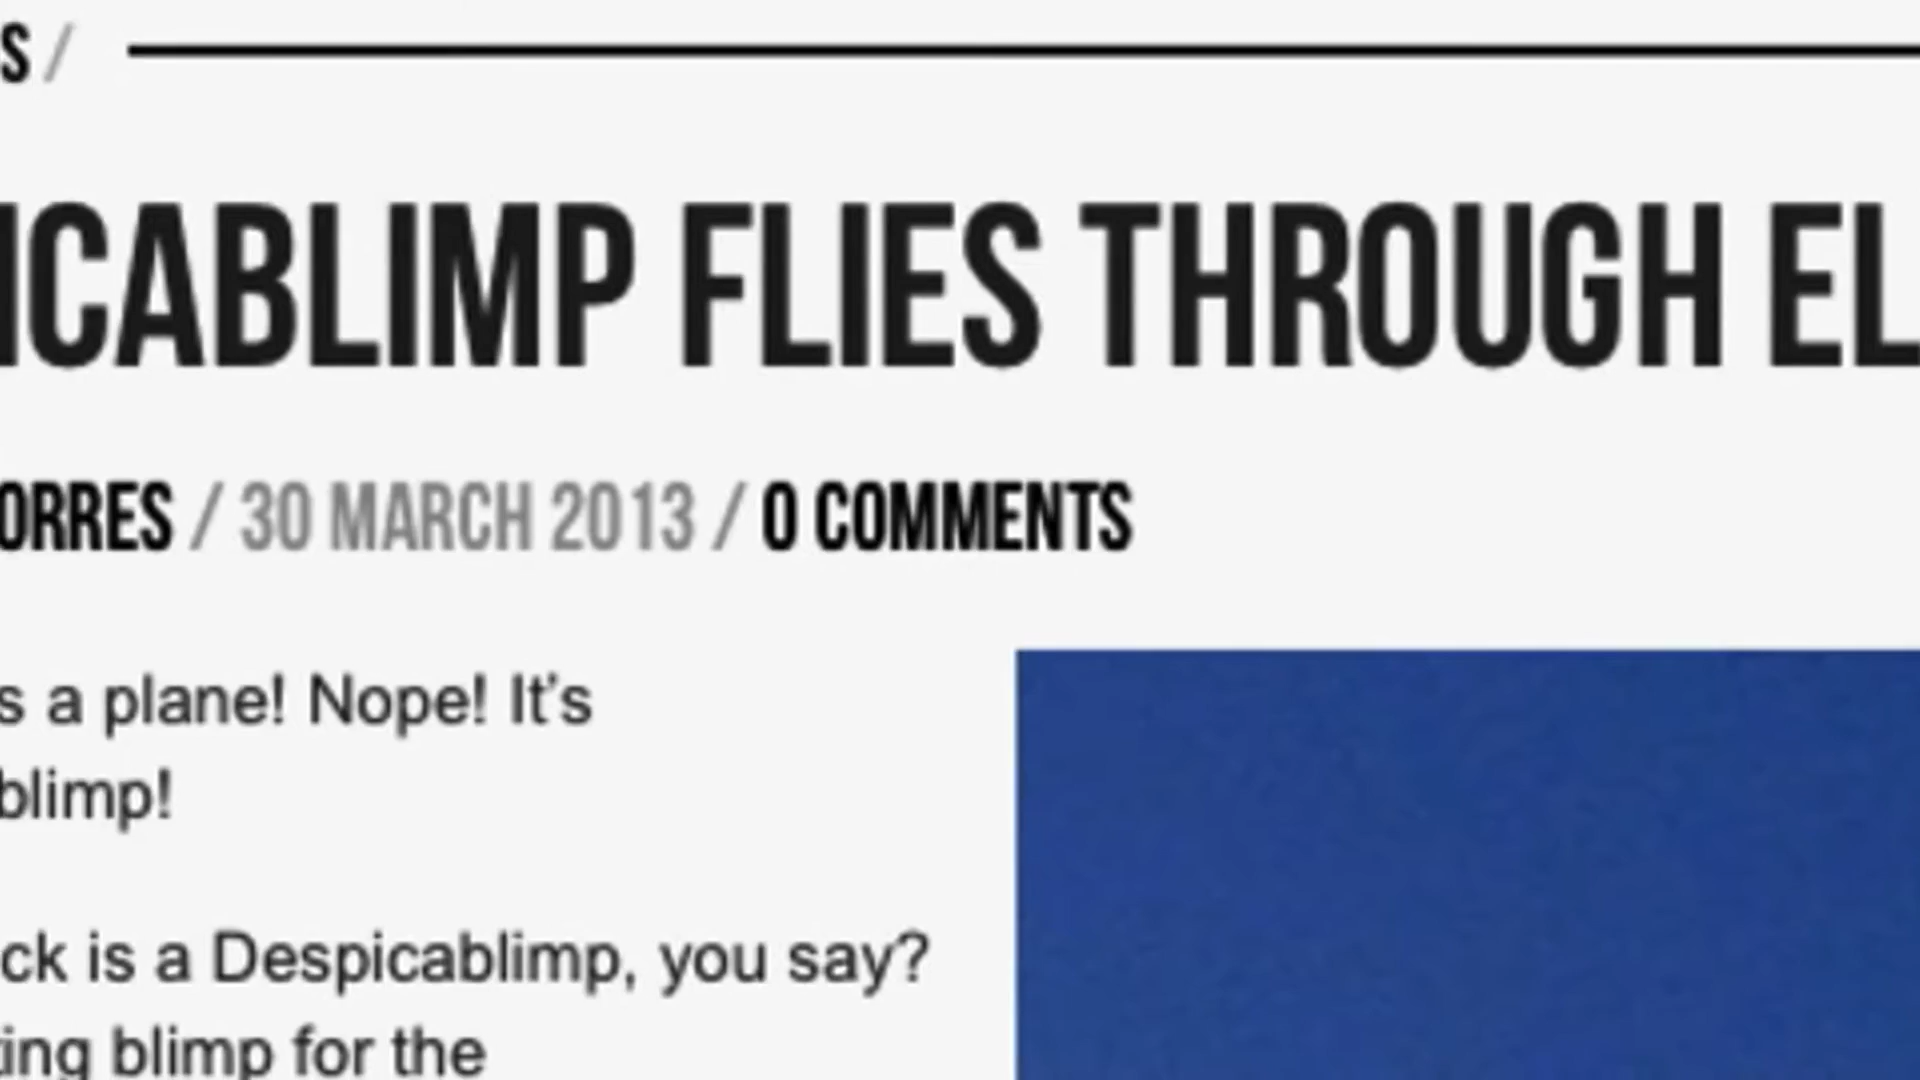 S /
ICABLIMP FLIES THROUGH EL
ORRES / 30 MARCH 2013 / 0 COMMENTS
s a plane! Nope! It's
blimp!
ck is a Despicablimp, you say?
ting blimp for the